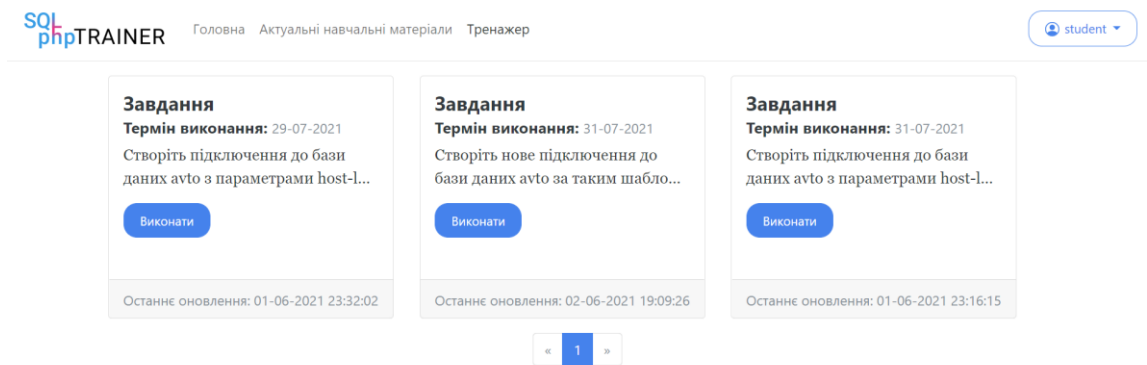 SQL
phpTRAINER
Головна Актуальні навчальні матеріали Тренажер
student
Завдання
Термін виконання: 29-07-2021
Створіть підключення до бази
даних avto з параметрами host-l...
Виконати
Останнє оновлення: 01-06-2021 23:32:02
Завдання
Термін виконання: 31-07-2021
Створіть нове підключення до
бази даних avto за таким шабло...
Виконати
Останнє оновлення: 02-06-2021 19:09:26
Завдання
Термін виконання: 31-07-2021
Створіть підключення до бази
даних avto з параметрами host-l...
Виконати
Останнє оновлення: 01-06-2021 23:16:15
« 1 »